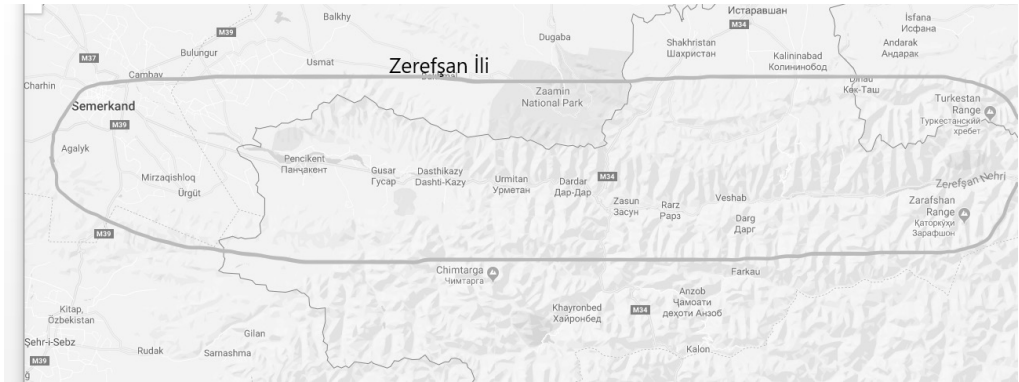 Balkhy
Истаравшан
M34
İsfana
Исфана
M39
Dugaba
Bulungur
Shakhristan
Шахристан
Andarak
Андарак
M37
Usmat
Zerefşan İli
Kalininabad
Колининобод
Charhin
Cambay
Кек-Таш
Zaamin
National Park
Semerkand
Turkestan
Range
Туркестанский
хребет
M39
Agalyk
Pencikent
Панҷакент
Gusar
Гусар
Dasthikazy
Dashti-Kazy
Urmitan
Урметан
Dardar
Дар-Дар
M34
Mirzaqishloq
Ürgüt
Zerefşan Nehri
Zasun
Засун
Rarz
Рарз
Veshab
Zarafshan
Range
Қаторкӯҳи
Зарафшон
Darg
Дарг
M39
Chimtarga
Чимтарга
Farkau
Kitap,
Özbekistan
Khayronbed
Хайронбед
M34
Anzob
Ҷамоати
деҳоти Анзоб
Şehr-i-Sebz
Gilan
Rudak
Sarnashma
Kalon
M39
ğ